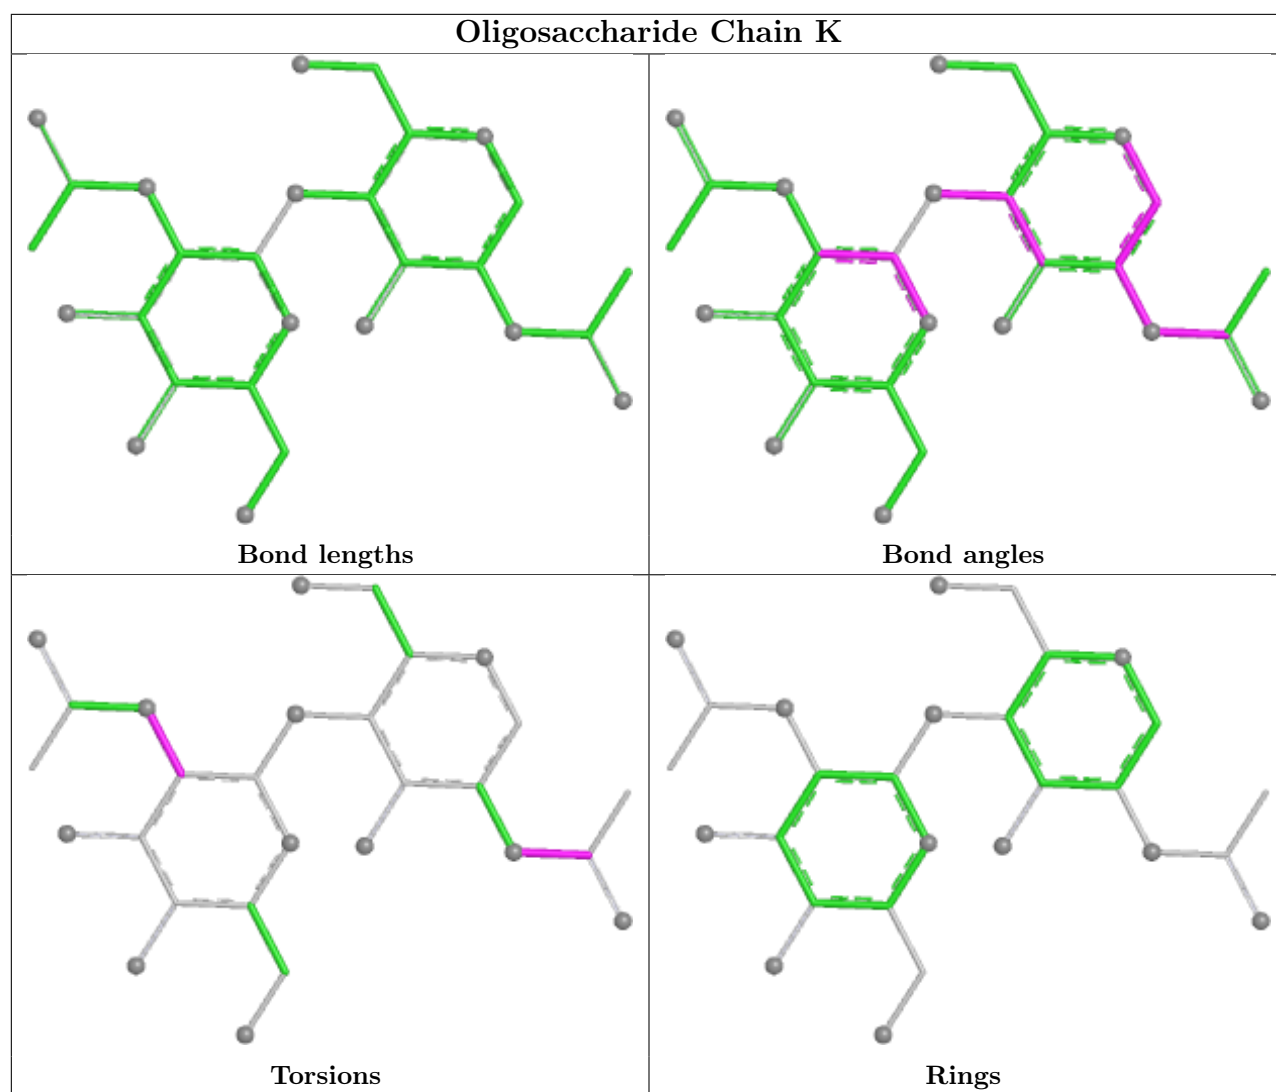 Oligosaccharide Chain K
Bond lengths
Bond angles
Torsions
Rings